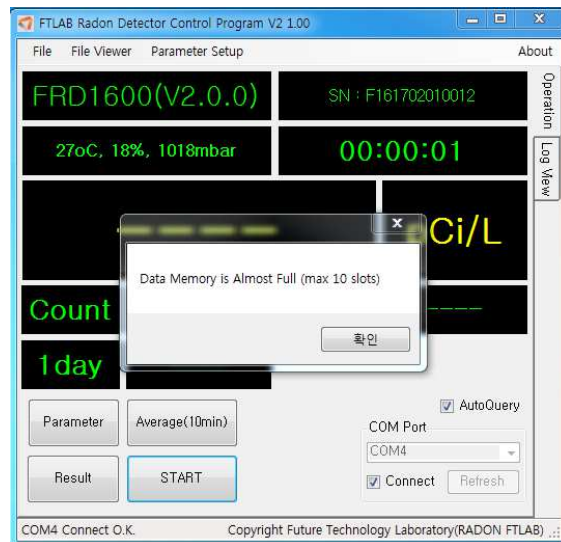 FTLAB Radon Detector Control Program V2 1.00
File File Viewer Parameter Setup About
FRD1600(V2.0.0)
SN : F161702010012
Operation
Log View
27oC, 18%, 1018mbar
00:00:01
Ci/L
Data Memory is Almost Full (max 10 slots)
확인
Count
----
1day
Parameter
Average(10min)
AutoQuery
COM Port
COM4
Result
START
Connect
Refresh
COM4 Connect O.K. Copyright Future Technology Laboratory(RADON FTLAB)